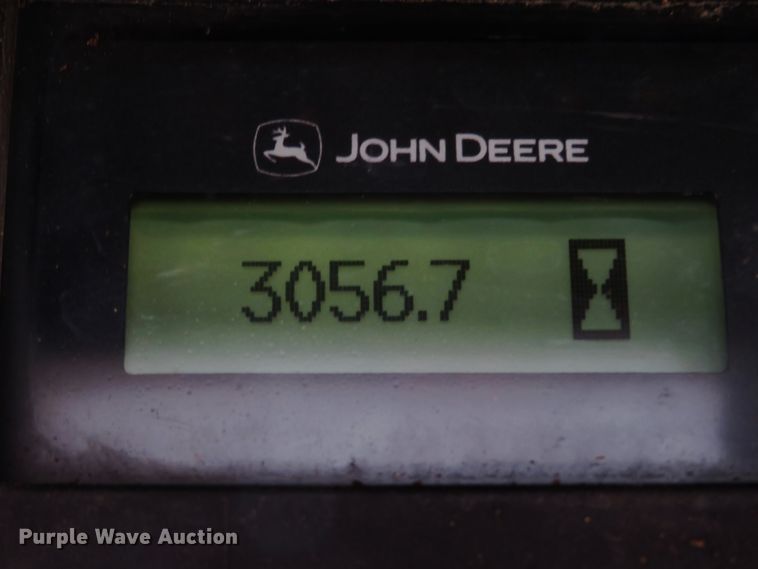 JOHN DEERE
3056.7
Purple Wave Auction